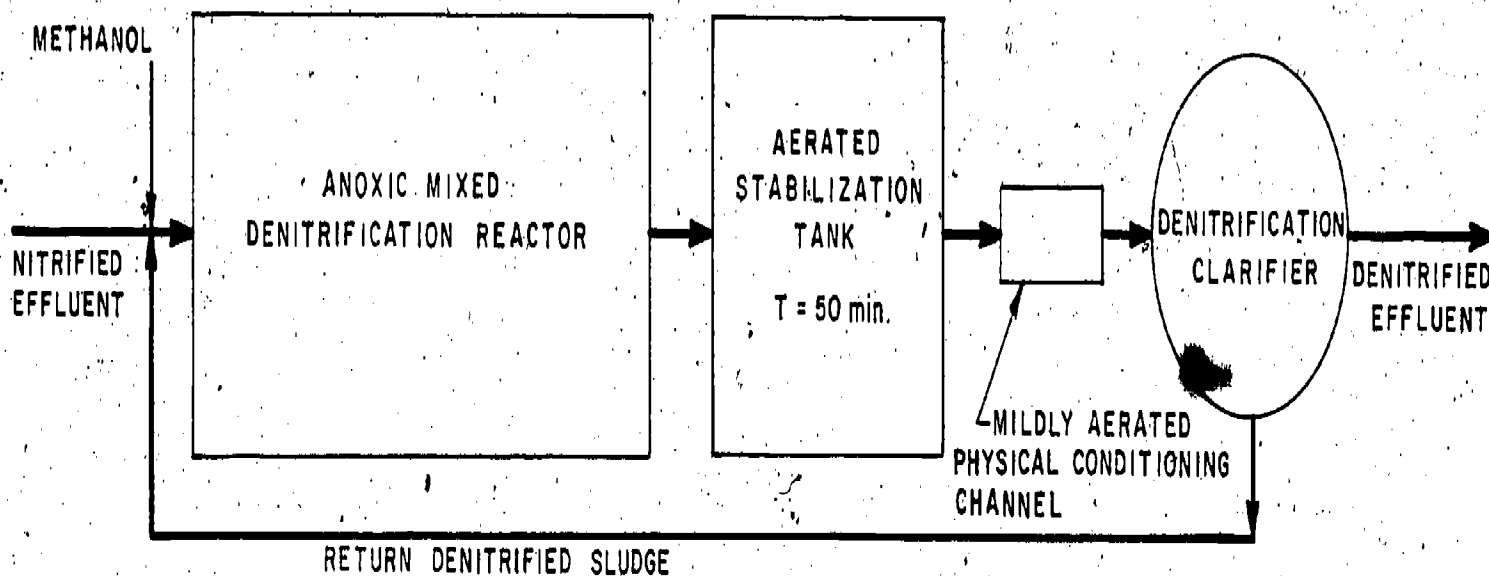 METHANOL
NITRIFIED
EFFLUENT
ANOXIC MIXED
DENITRIFICATION REACTOR
AERATED
STABILIZATION
TANK
T = 50 min.
MILDLY AERATED
PHYSICAL CONDITIONING
CHANNEL
DENITRIFICATION
CLARIFIER
DENITRIFIED
EFFLUENT
RETURN DENITRIFIED SLUDGE